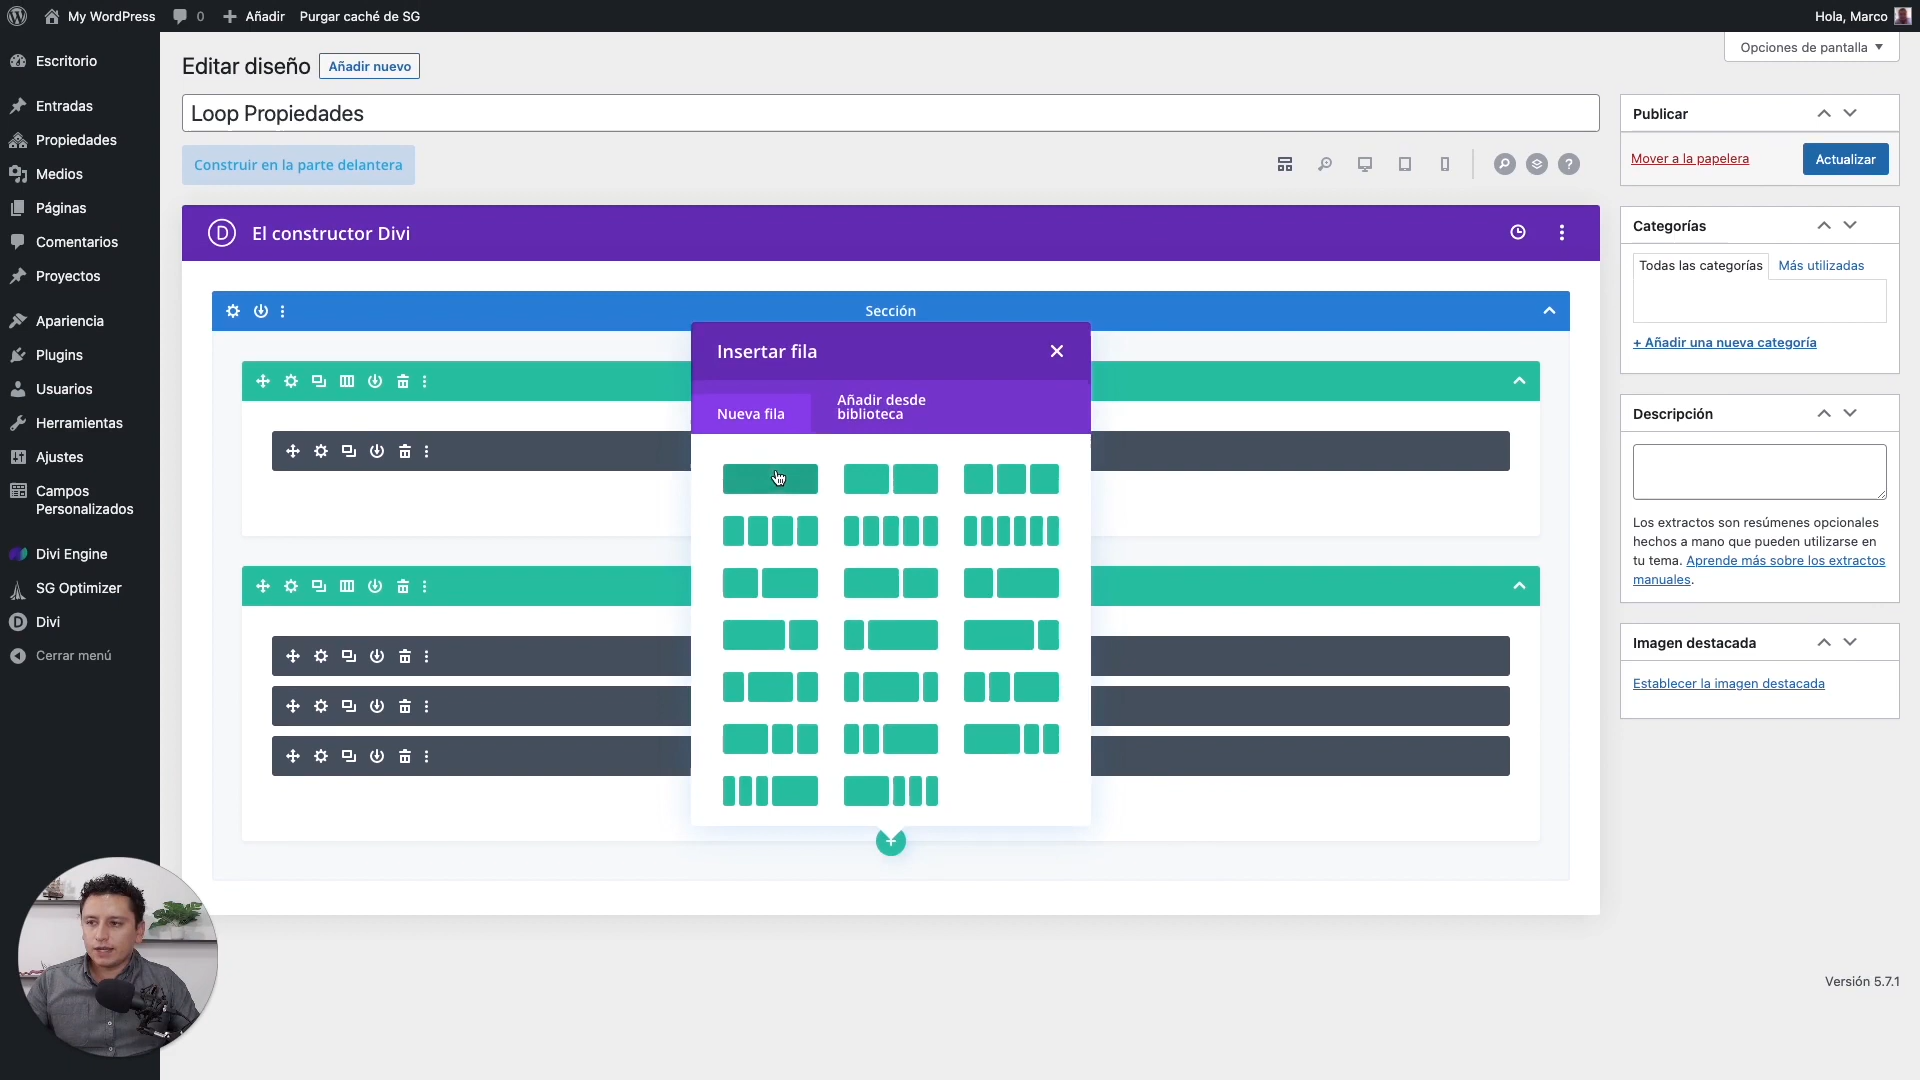 My WordPress
0
Añadir
Purgar caché de SG
Hola, Marco
Opciones de pantalla
Escritorio
Entradas
Propiedades
Medios
Páginas
Comentarios
Proyectos
Apariencia
Plugins
Usuarios
Herramientas
Ajustes
Campos
Personalizados
Divi Engine
SG Optimizer
Divi
Cerrar menú
Editar diseño
Añadir nuevo
Loop Propiedades
Construir en la parte delantera
El constructor Divi
Sección
Insertar fila
Nueva fila
Añadir desde
biblioteca
Publicar
Mover a la papelera
Actualizar
Categorías
Todas las categorías
Más utilizadas
+ Añadir una nueva categoría
Descripción
Los extractos son resúmenes opcionales
hechos a mano que pueden utilizarse en
tu tema. Aprende más sobre los extractos
manuales.
Imagen destacada
Establecer la imagen destacada
Versión 5.7.1